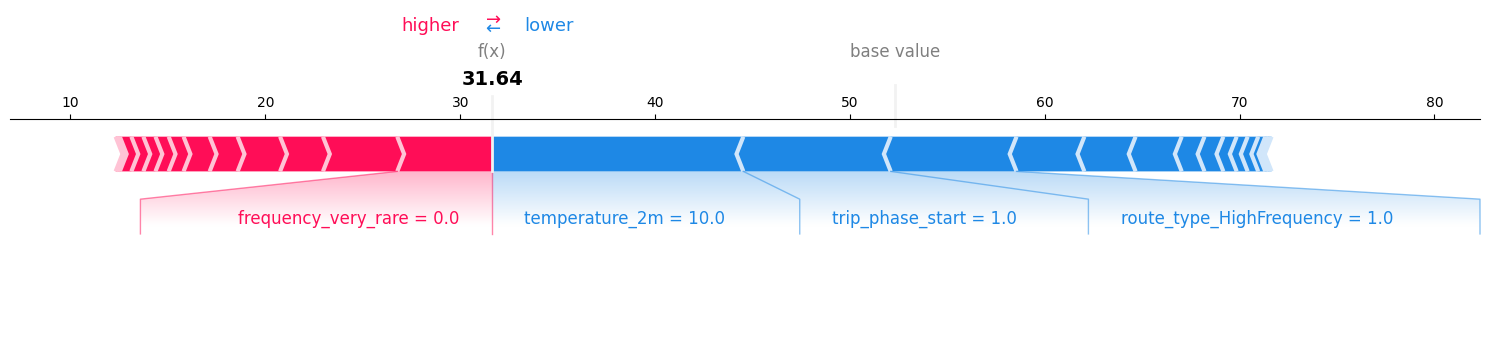 higher ⇄ lower
f(x) base value
31.64
10 20 30 40 50 60 70 80
frequency_very_rare = 0.0 temperature_2m = 10.0 trip_phase_start = 1.0 route_type_HighFrequency = 1.0